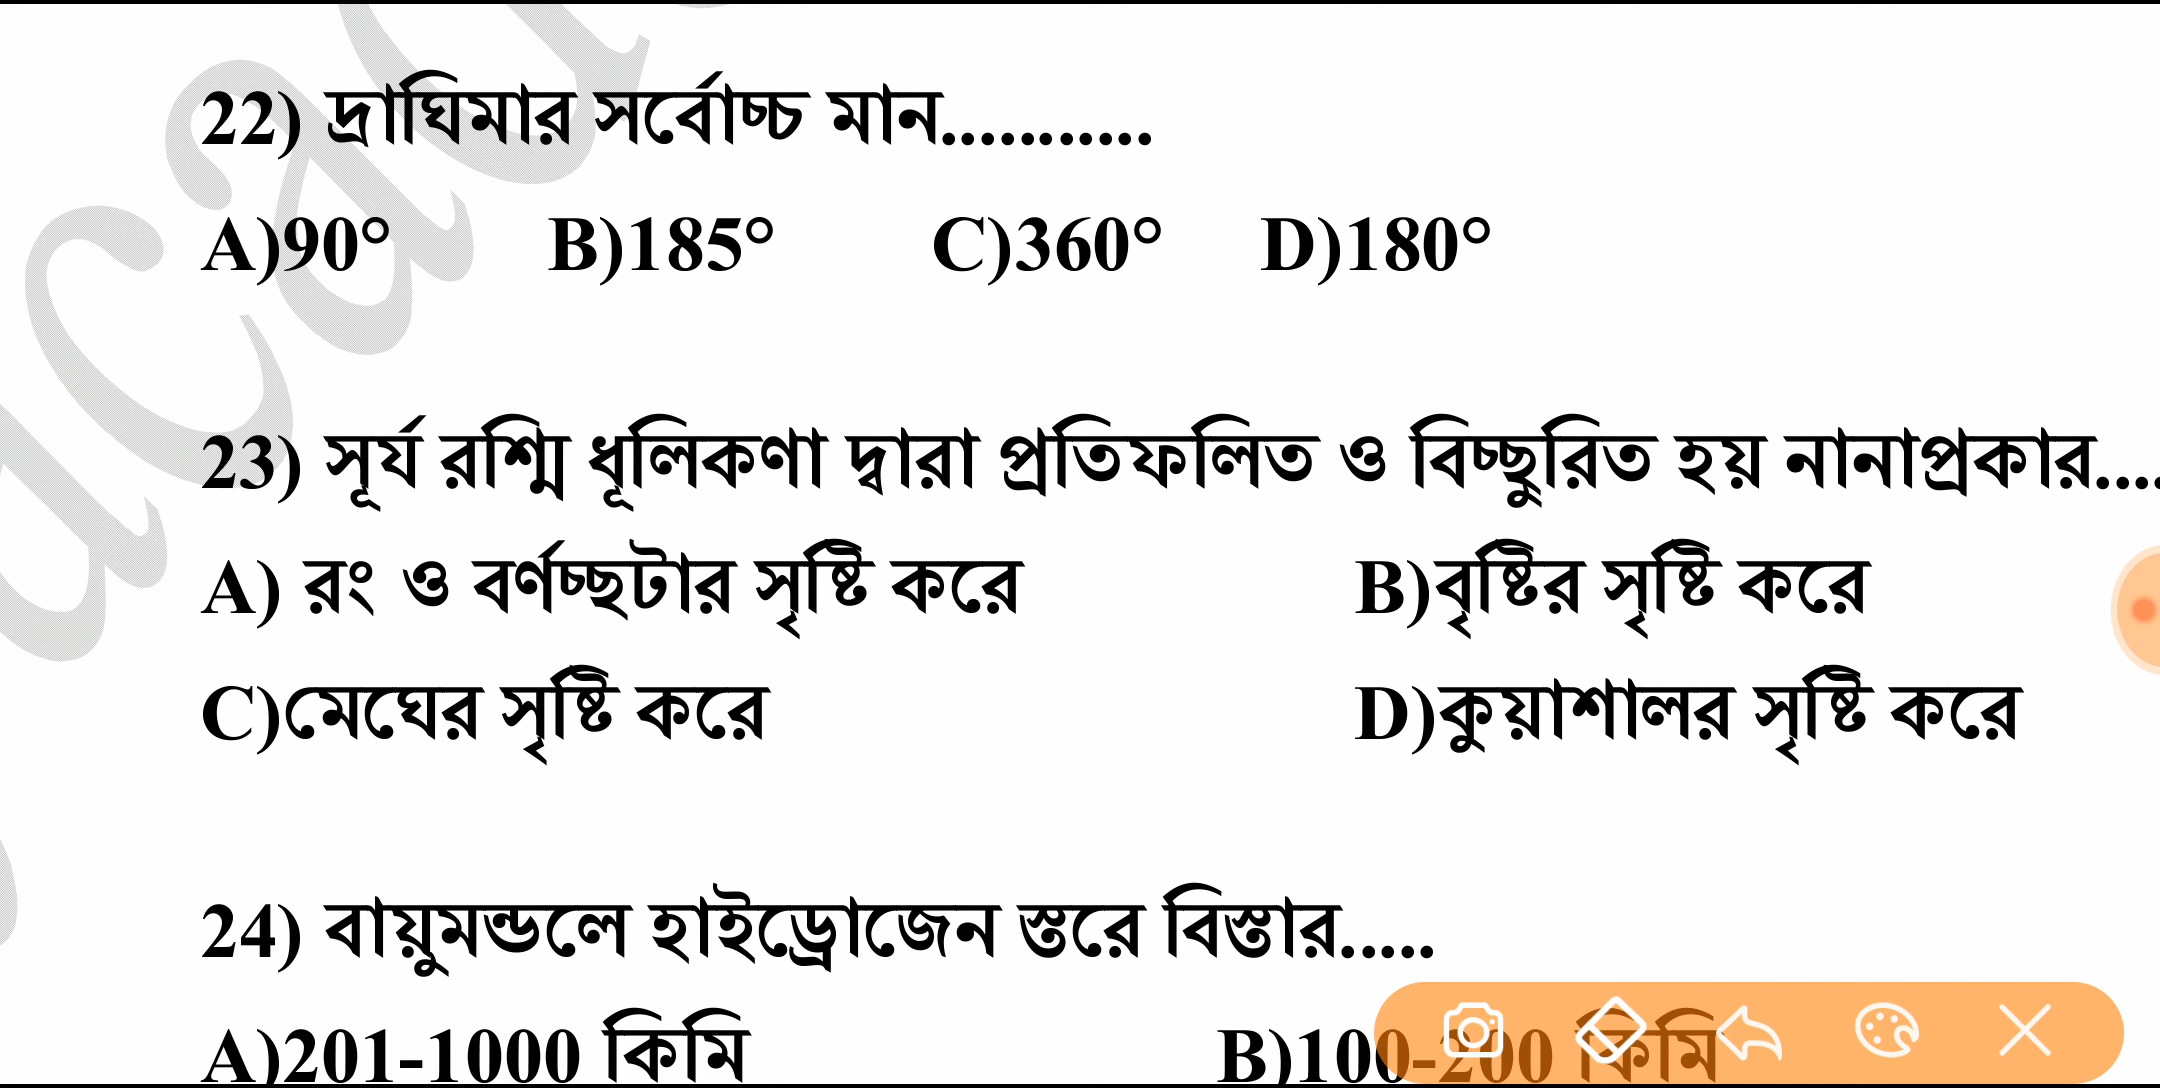 22) দ্রাঘিমার সর্বোচ্চ মান...........
A)90° B)185° C)360° D)180°
23) সূর্য রশ্মি ধূলিকণা দ্বারা প্রতিফলিত ও বিচ্ছুরিত হয় নানাপ্রকার....
A) রং ও বর্ণচ্ছটার সৃষ্টি করে B)বৃষ্টির সৃষ্টি করে
C)মেঘের সৃষ্টি করে D)কুয়াশালর সৃষ্টি করে
24) বায়ুমন্ডলে হাইড্রোজেন স্তরে বিস্তার.....
A)201-1000 কিমি B)100-200 কিমি